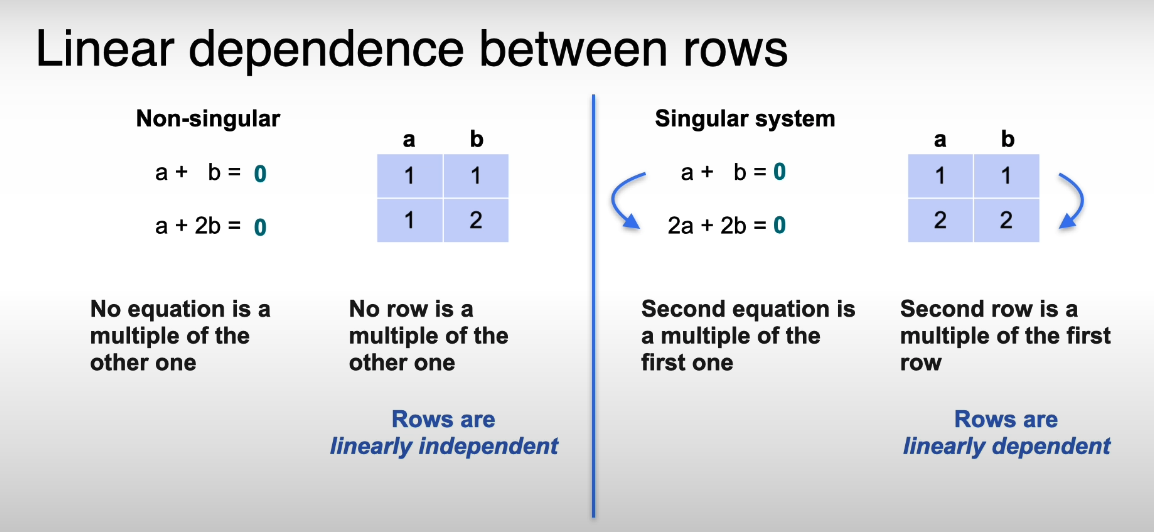 Linear dependence between rows
Non-singular
a + b = 0
a + 2b = 0
a b
1 1
1 2
No equation is a
multiple of the
other one
No row is a
multiple of the
other one
Rows are
linearly independent
Singular system
a + b = 0
2a + 2b = 0
a b
1 1
2 2
Second equation is
a multiple of the
first one
Second row is a
multiple of the first
row
Rows are
linearly dependent